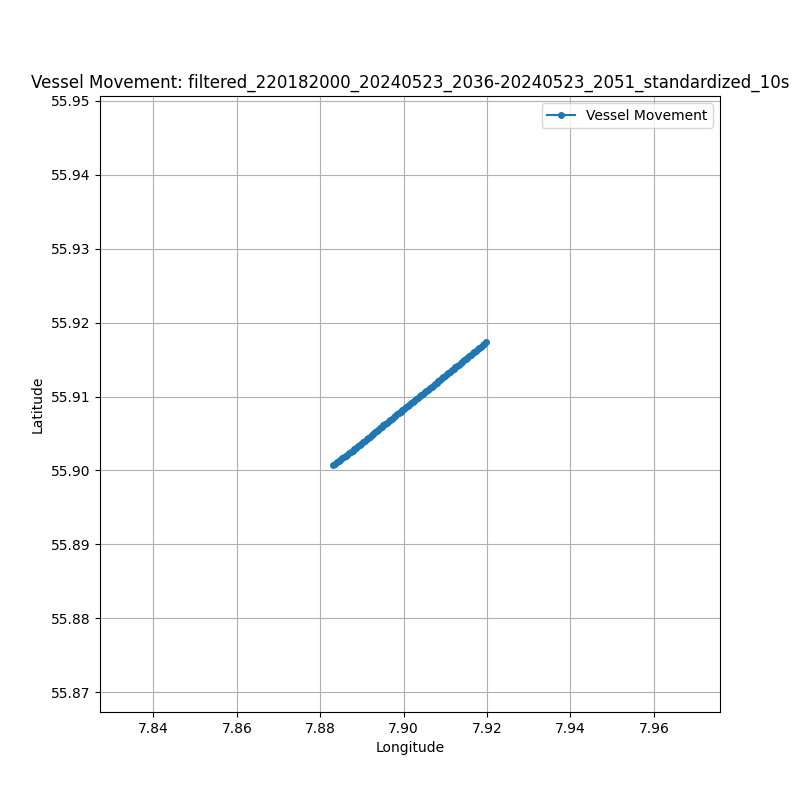 Vessel Movement: filtered_220182000_20240523_2036-20240523_2051_standardized_10s
Vessel Movement
55.95
55.94
55.93
55.92
55.91
55.90
55.89
55.88
55.87
Latitude
7.84 7.86 7.88 7.90 7.92 7.94 7.96
Longitude